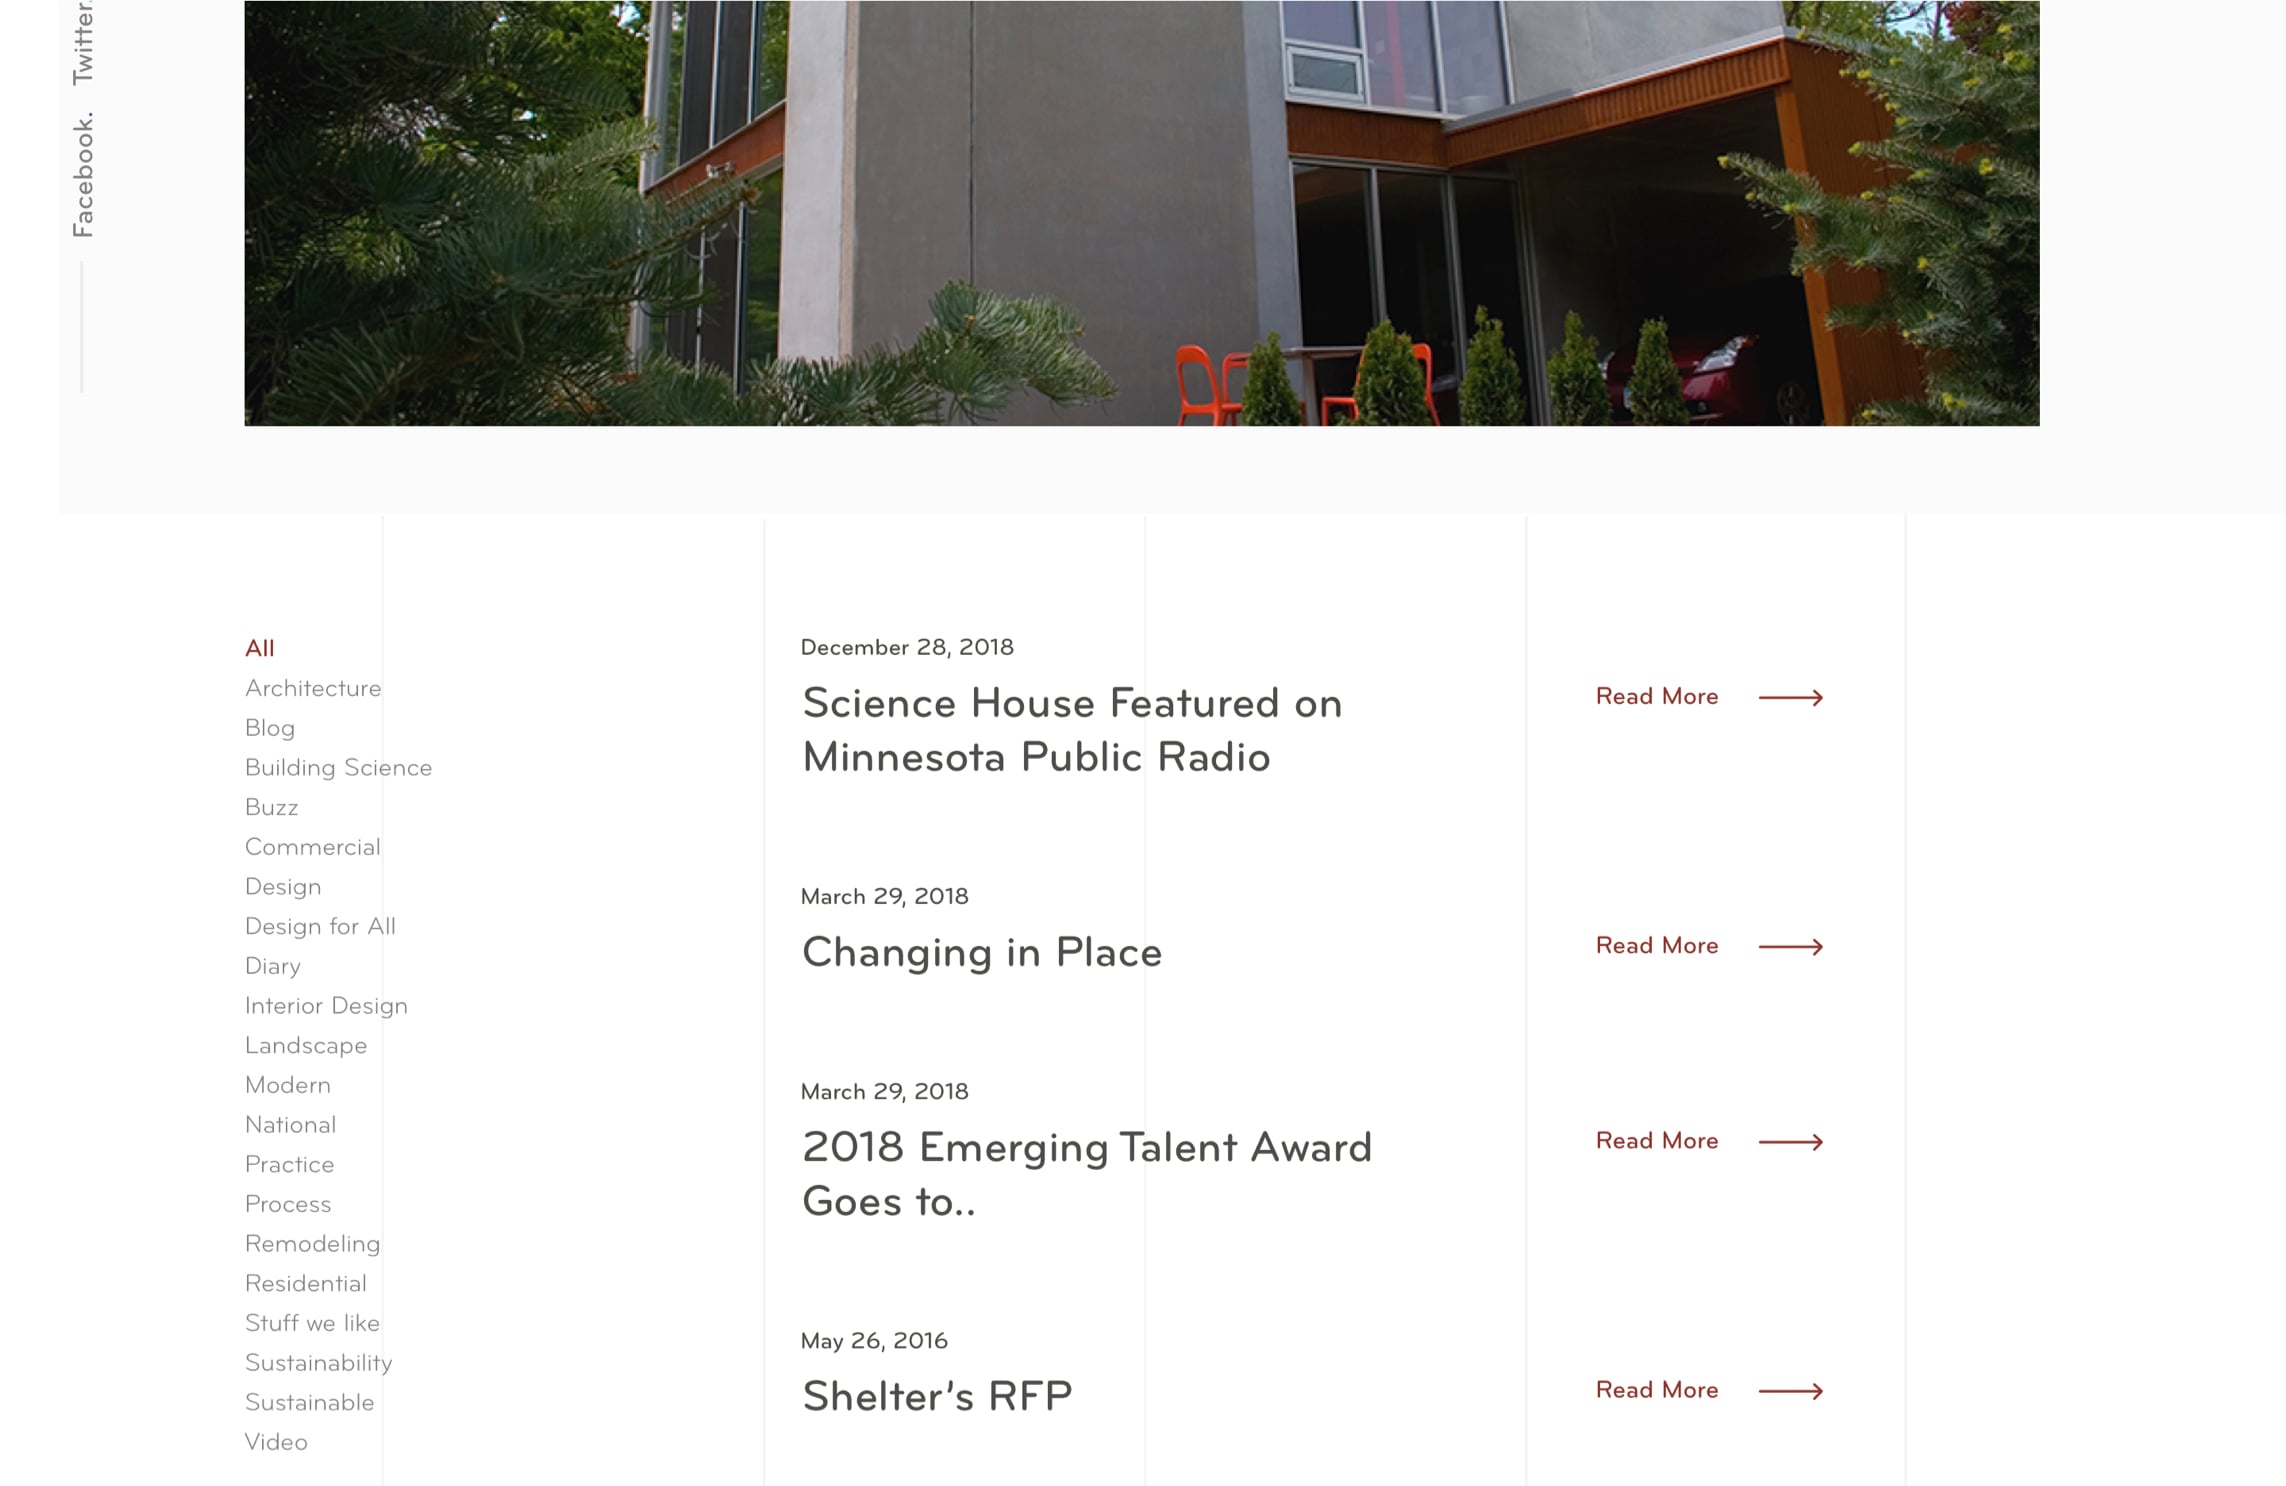 Twitter.
Facebook.
All
Architecture
Blog
Building Science
Buzz
Commercial
Design
Design for All
Diary
Interior Design
Landscape
Modern
National
Practice
Process
Remodeling
Residential
Stuff we like
Sustainability
Sustainable
Video
December 28, 2018
Science House Featured on
Minnesota Public Radio
Read More
March 29, 2018
Changing in Place
Read More
March 29, 2018
2018 Emerging Talent Award
Goes to..
Read More
May 26, 2016
Shelter’s RFP
Read More